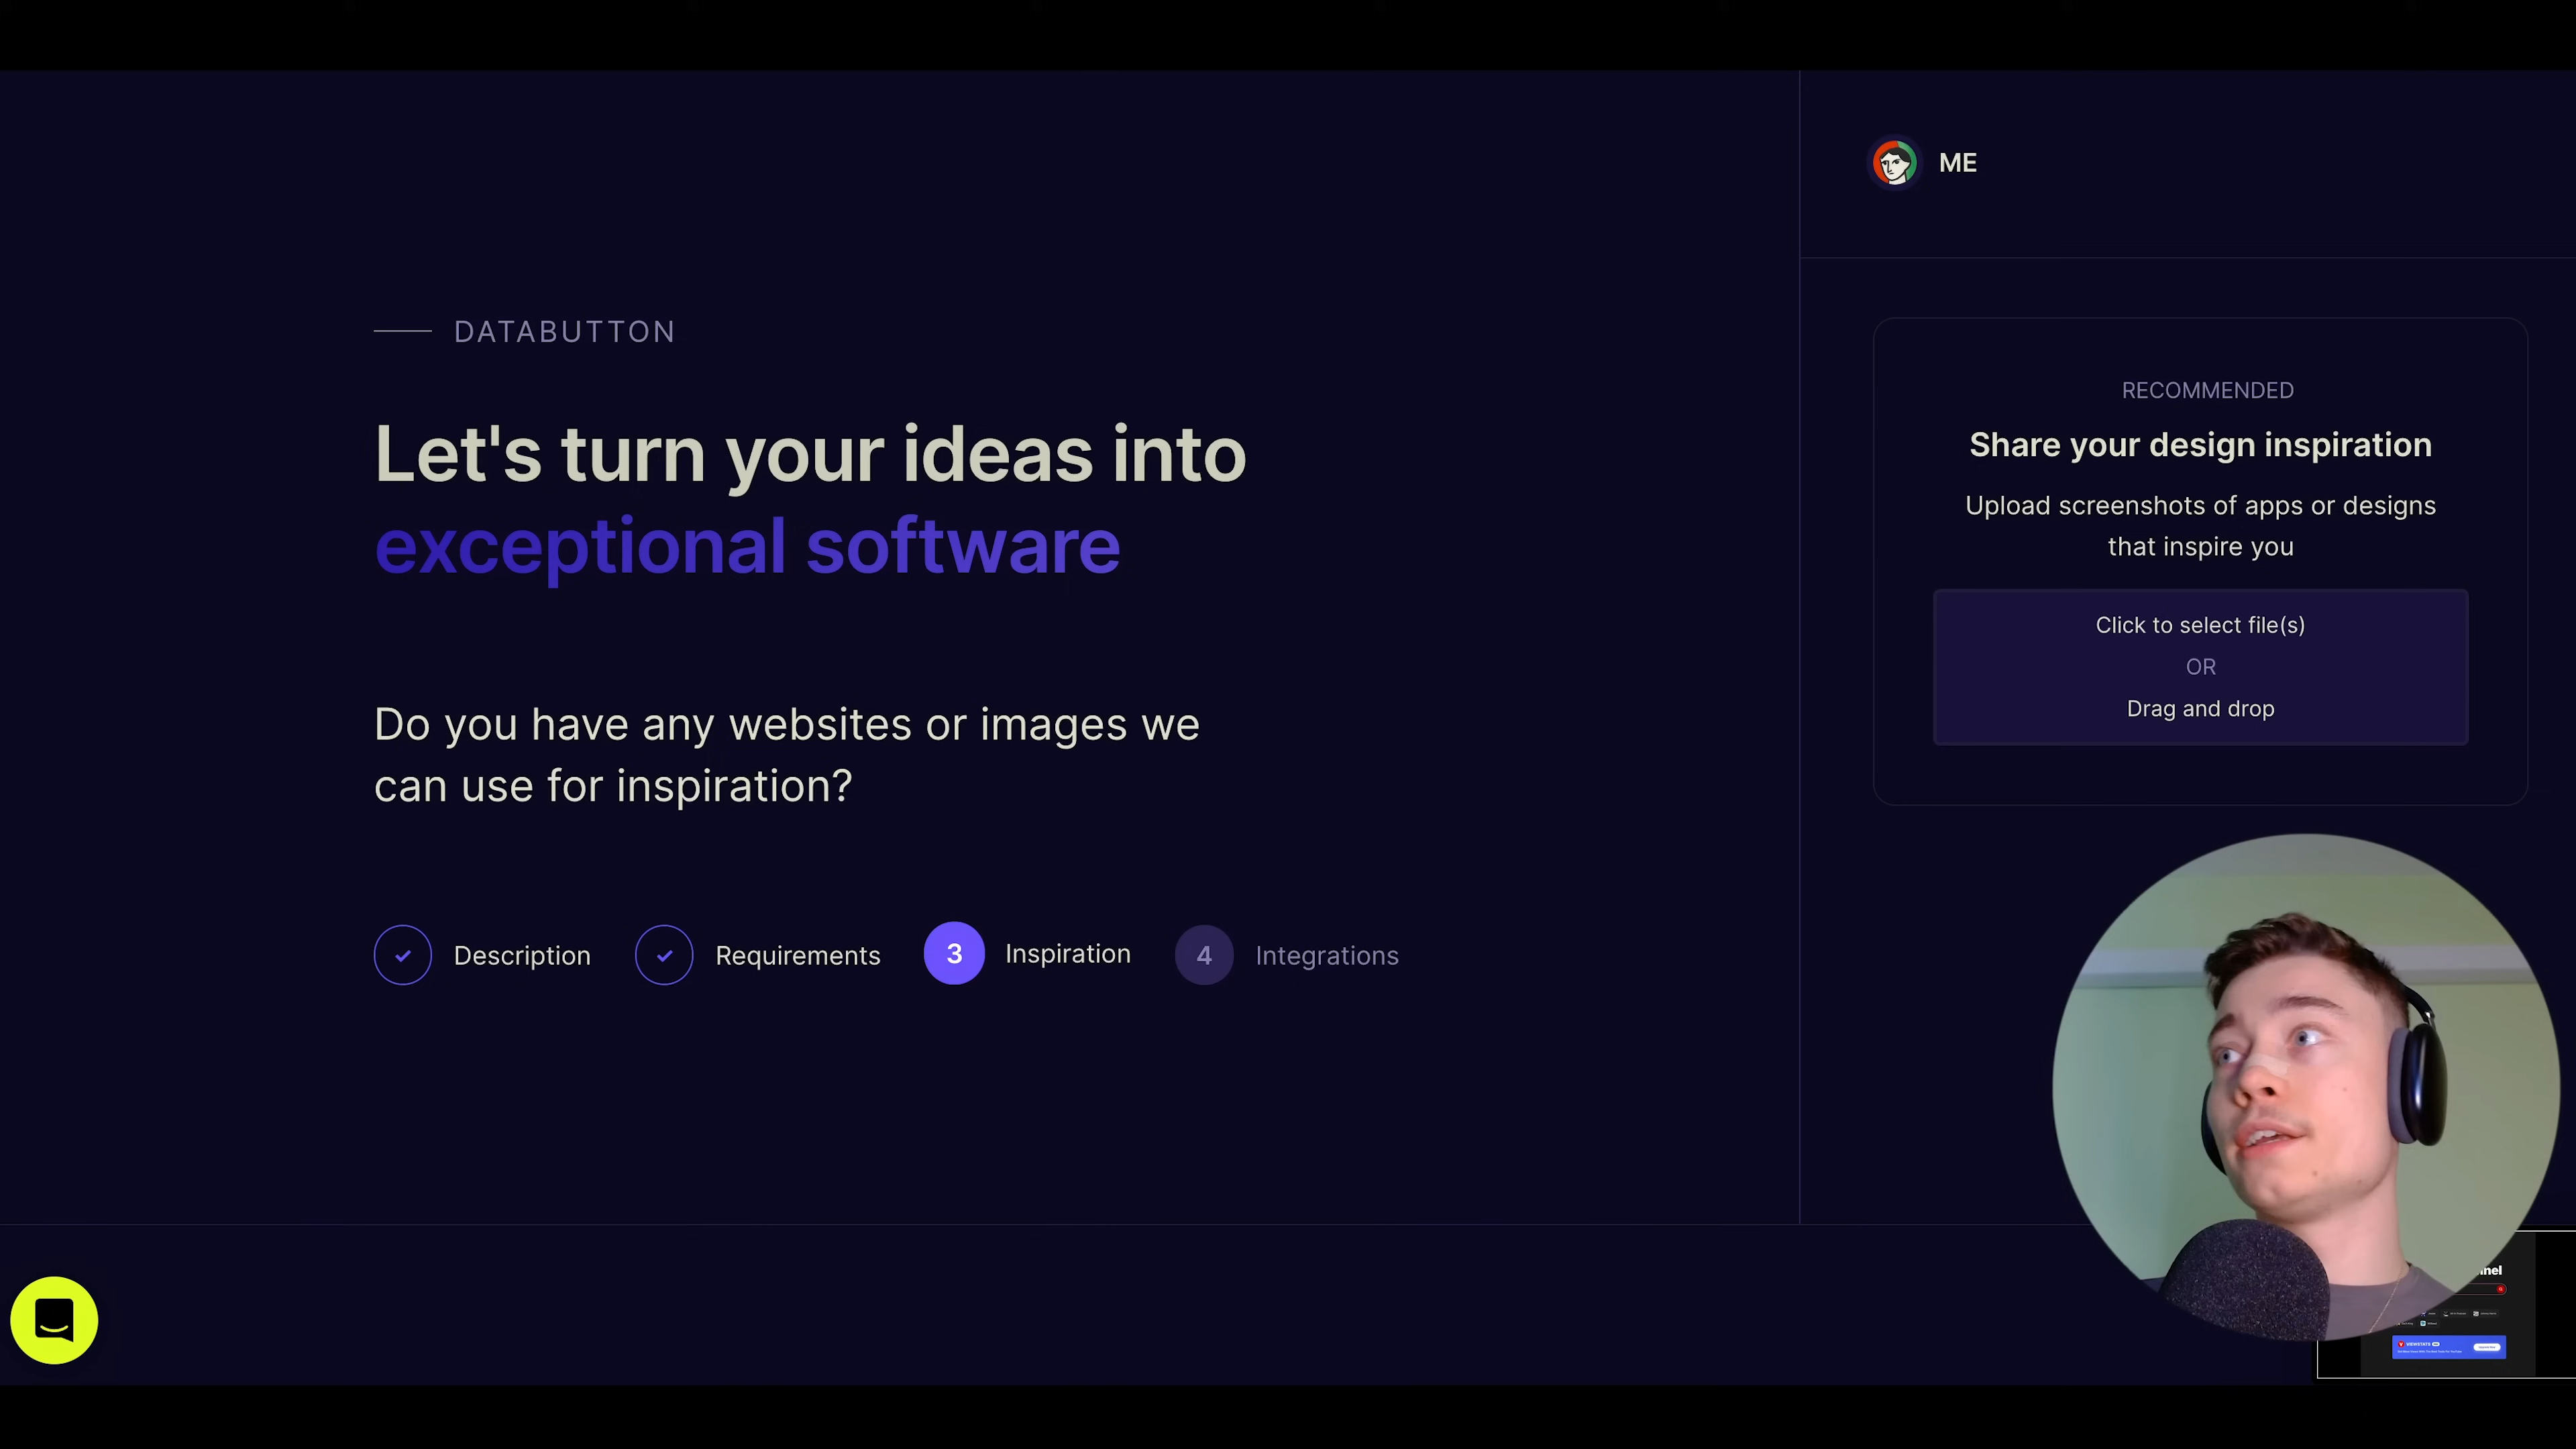 DATABUTTON
Let's turn your ideas into
exceptional software
Do you have any websites or images we
can use for inspiration?
Description
Requirements
3 Inspiration
4 Integrations
ME
RECOMMENDED
Share your design inspiration
Upload screenshots of apps or designs
that inspire you
Click to select file(s)
OR
Drag and drop
VIEWSTATS